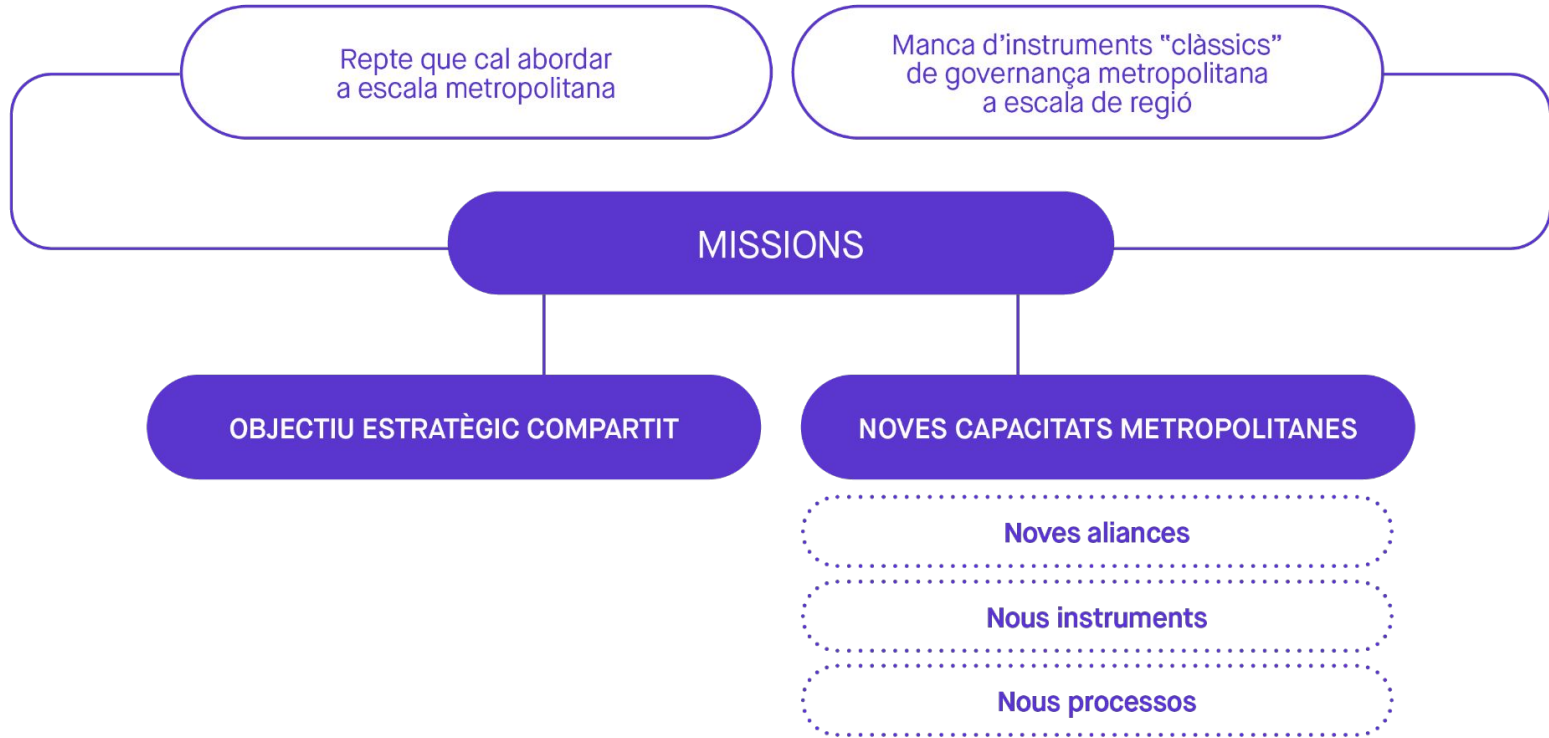 Repte que cal abordar
a escala metropolitana
Manca d’instruments “clàssics”
de governança metropolitana
a escala de regió
MISSIONS
OBJECTIU ESTRATÈGIC COMPARTIT
NOVES CAPACITATS METROPOLITANES
Noves aliances
Nous instruments
Nous processos